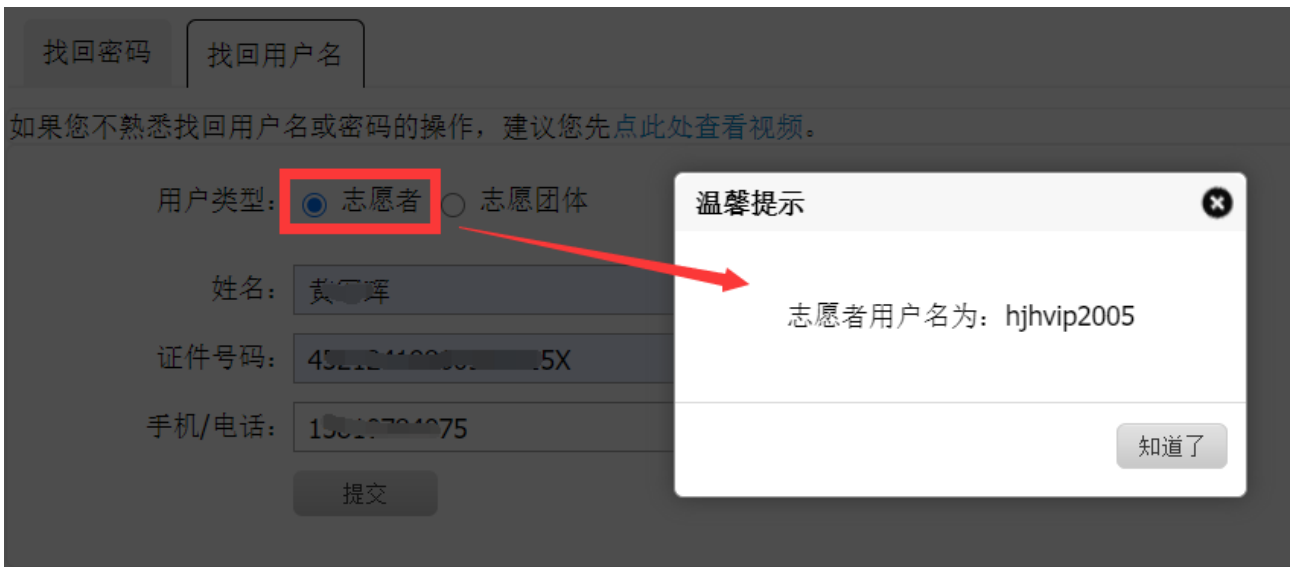 找回密码
找回用户名
如果您不熟悉找回用户名或密码的操作，建议您先点此处查看视频。
用户类型：
志愿者
志愿团体
姓名：
证件号码：
手机/电话：
提交
温馨提示
志愿者用户名为：hjhvip2005
知道了